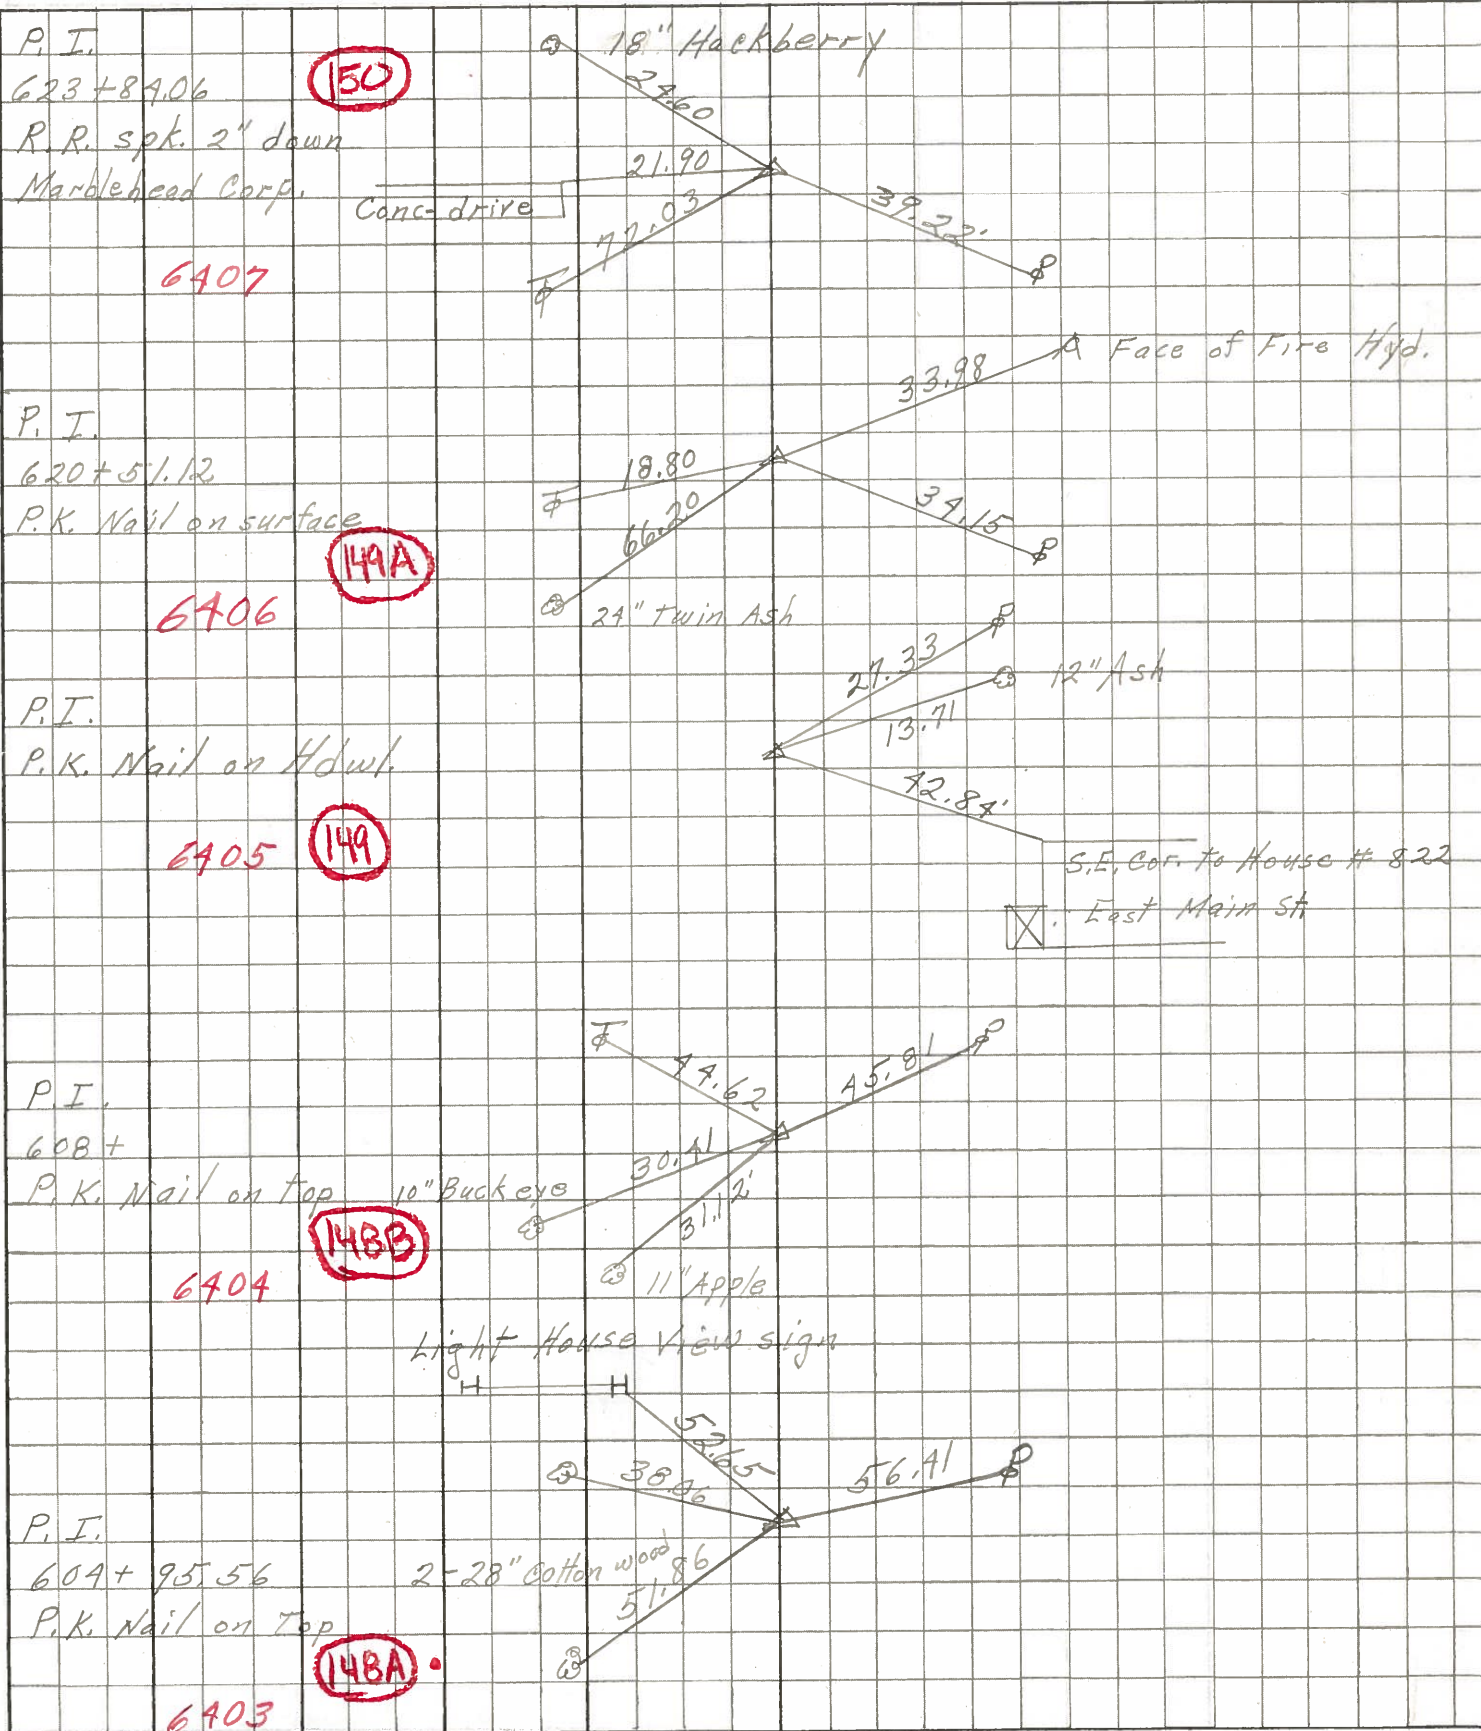 P. I.
623+84.06
R.R. spk. 2" down
Marblehead Corp.
150
6407
18" Hackberry
24.60
21.90
Conc-drive
77.03
39.22'
T
P
P. I.
620+51.12
P.K. Nail on surface
149A
6406
33.98
Face of Fire Hyd.
18.80
T
66.20
34.15
P
24" Twin Ash
P.I.
P.K. Nail on Hdwl.
6405
149
27.33
P
12" Ash
13.71
42.84'
S.E. Cor. to House # 822
East Main St.
P.I.
608+
P.K. Nail on top
148B
6404
T
44.62
45.81
P
30.41
10" Buckeye
31.12'
11" Apple
Light House View sign
H H
52.65
38.06
56.41
P
P. I.
604+95.56
P.K. Nail on Top
148A
6403
2-28" Cotton wood
51.86